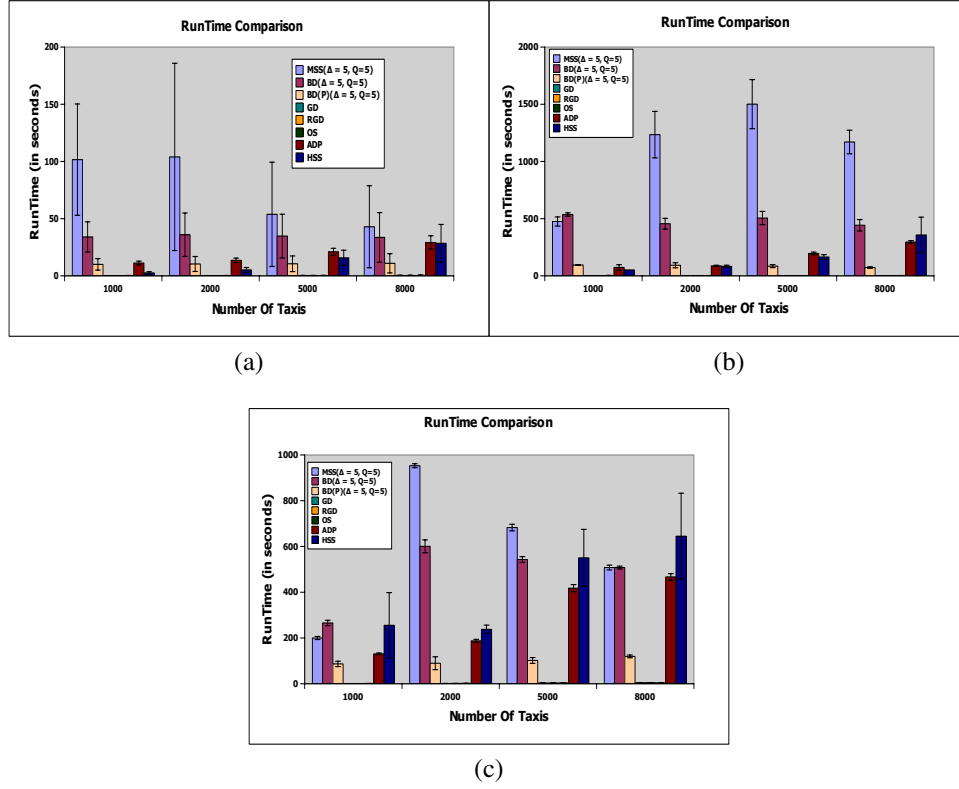 RunTime Comparison
RunTime (in seconds)
200
150
100
50
0
MSS(Δ = 5, Q=5)
BD(Δ = 5, Q=5)
BD(P)(Δ = 5, Q=5)
GD
RGD
OS
ADP
HSS
1000 2000 5000 8000
Number Of Taxis
(a)
RunTime Comparison
RunTime (in seconds)
2000
1500
1000
500
0
MSS(Δ = 5, Q=5)
BD(Δ = 5, Q=5)
BD(P)(Δ = 5, Q=5)
GD
RGD
OS
ADP
HSS
1000 2000 5000 8000
Number Of Taxis
(b)
RunTime Comparison
RunTime (in seconds)
1000
800
600
400
200
0
MSS(Δ = 5, Q=5)
BD(Δ = 5, Q=5)
BD(P)(Δ = 5, Q=5)
GD
RGD
OS
ADP
HSS
1000 2000 5000 8000
Number Of Taxis
(c)